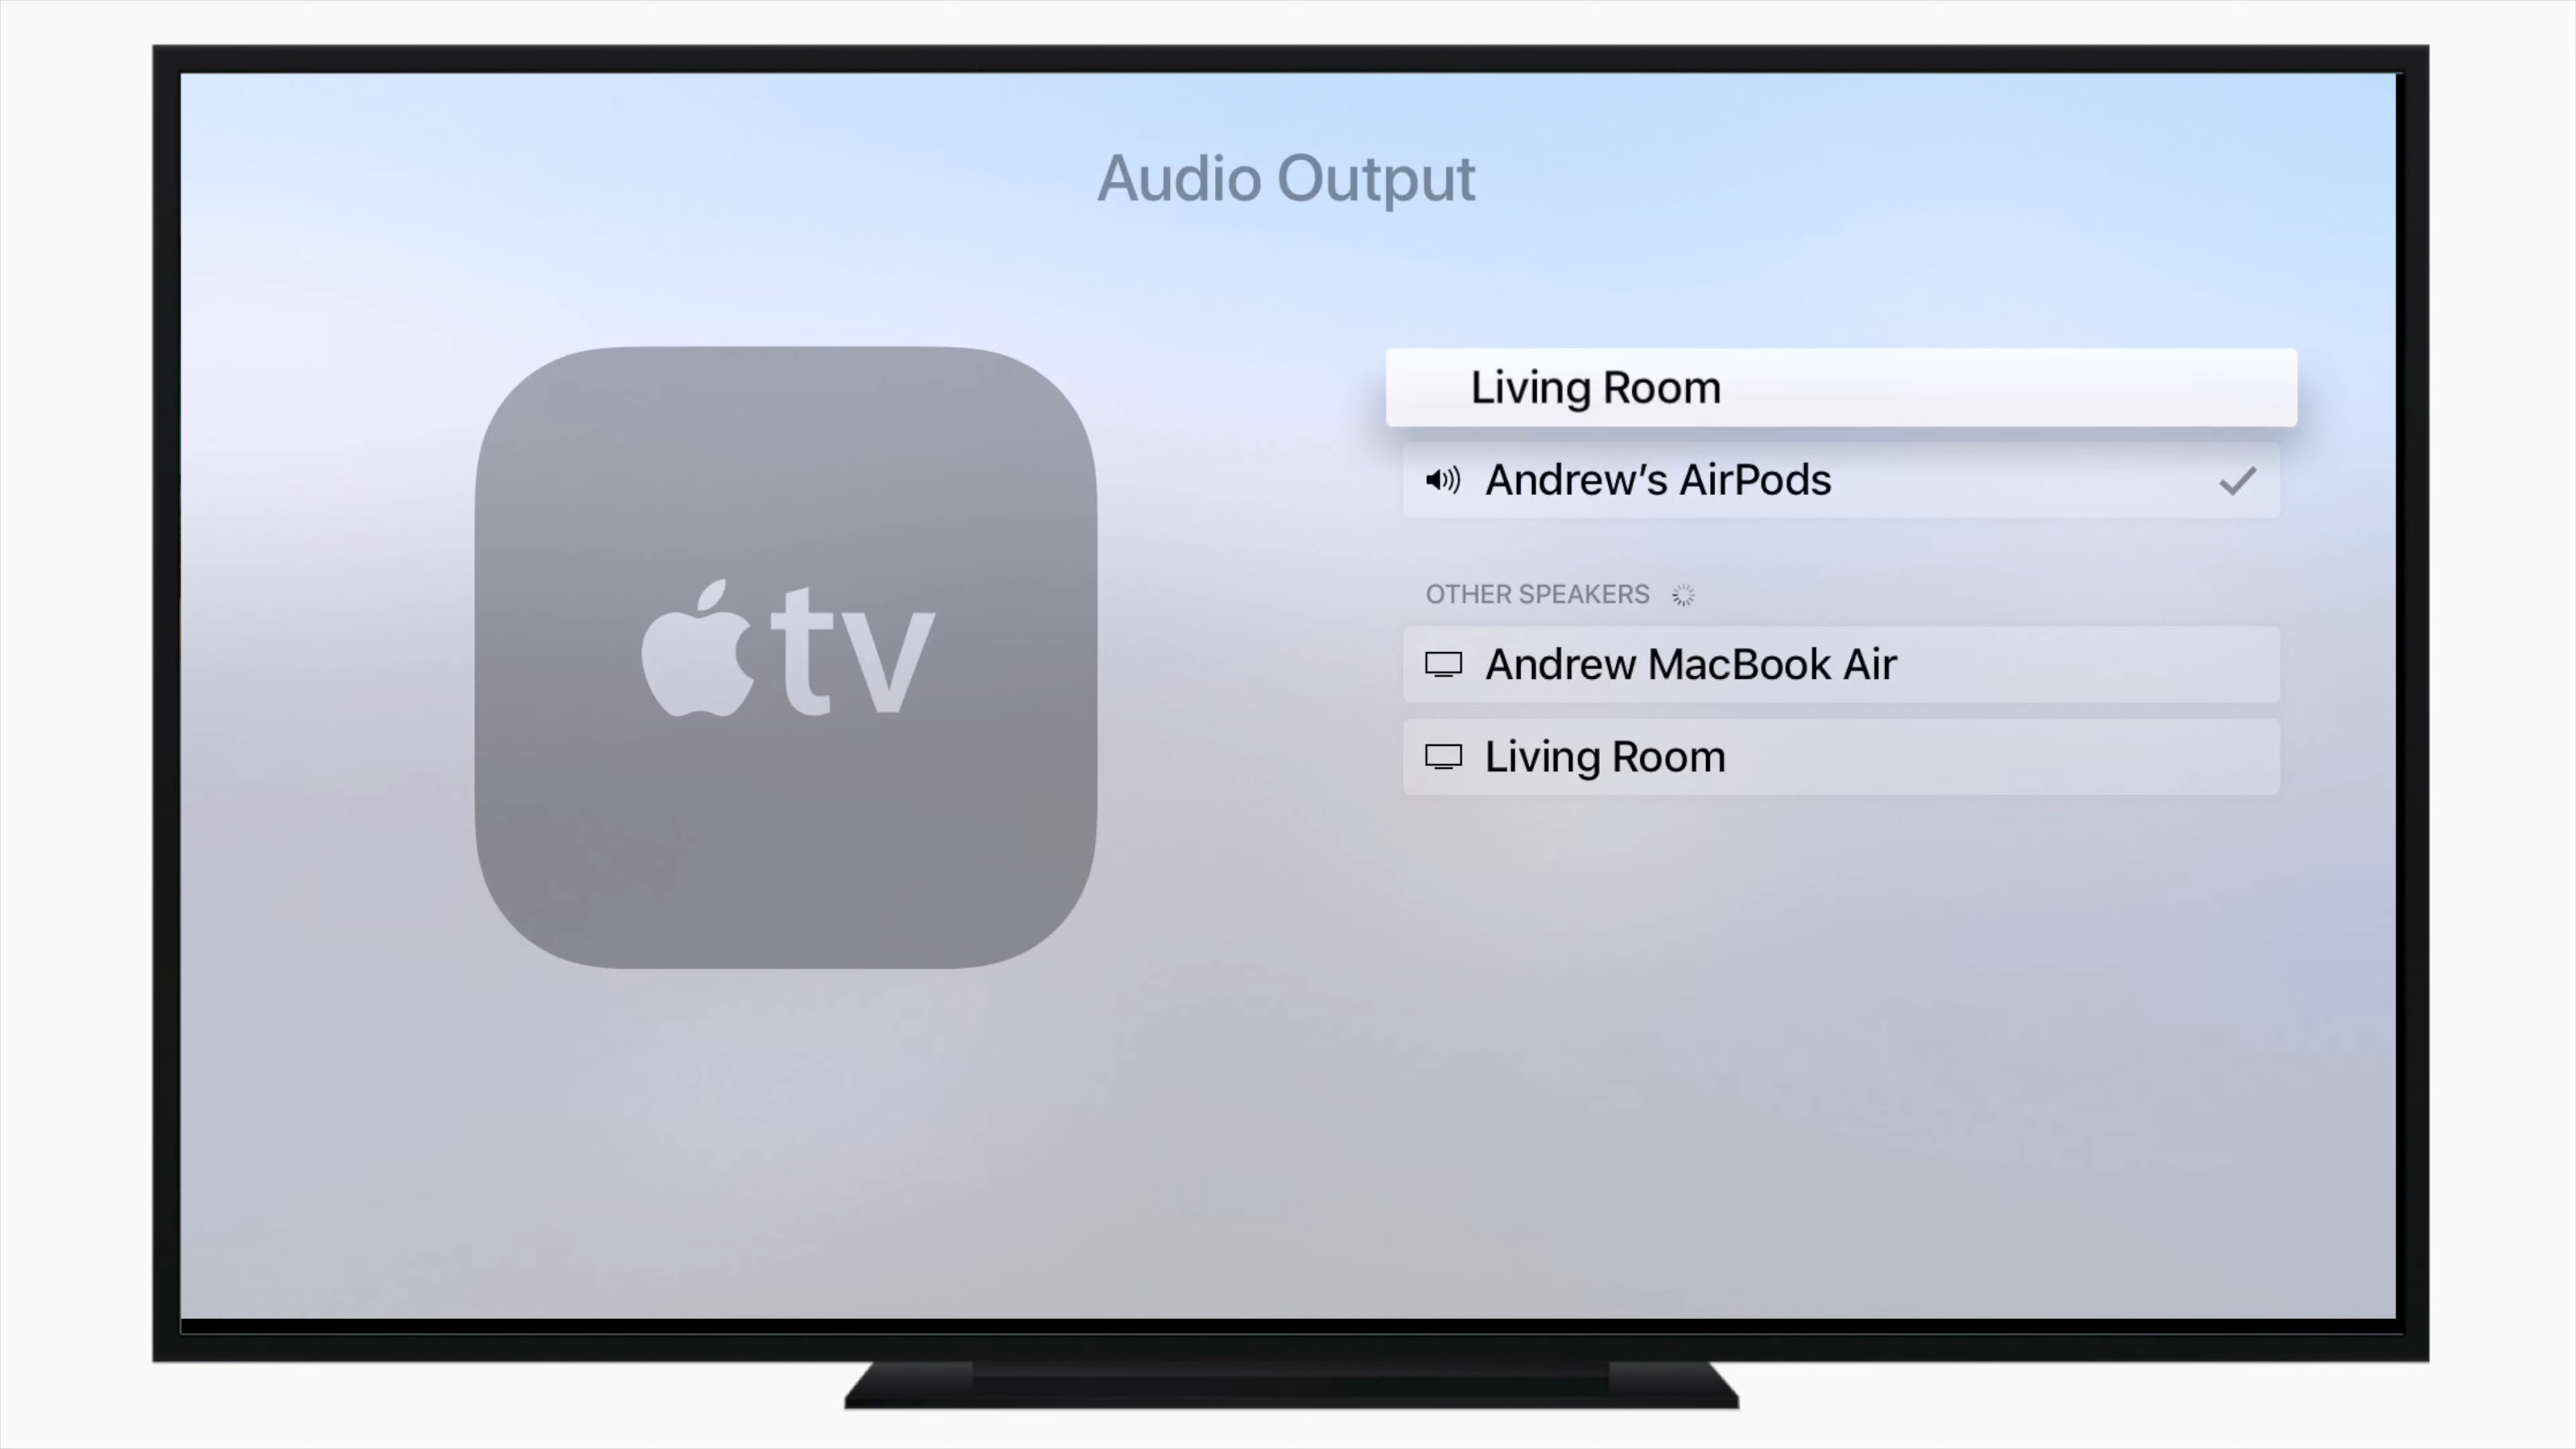 Audio Output
tv
Living Room
Andrew’s AirPods
OTHER SPEAKERS
Andrew MacBook Air
Living Room